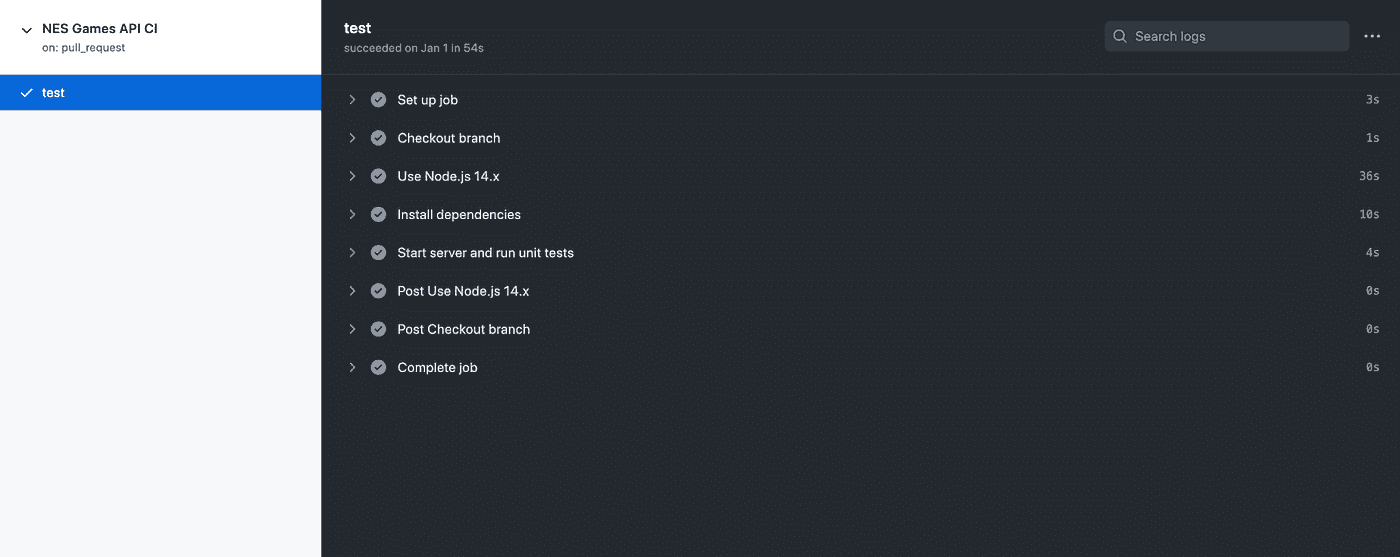 NES Games API CI
on: pull_request
test
test
succeeded on Jan 1 in 54s
Search logs
Set up job 3s
Checkout branch 1s
Use Node.js 14.x 36s
Install dependencies 10s
Start server and run unit tests 4s
Post Use Node.js 14.x 0s
Post Checkout branch 0s
Complete job 0s